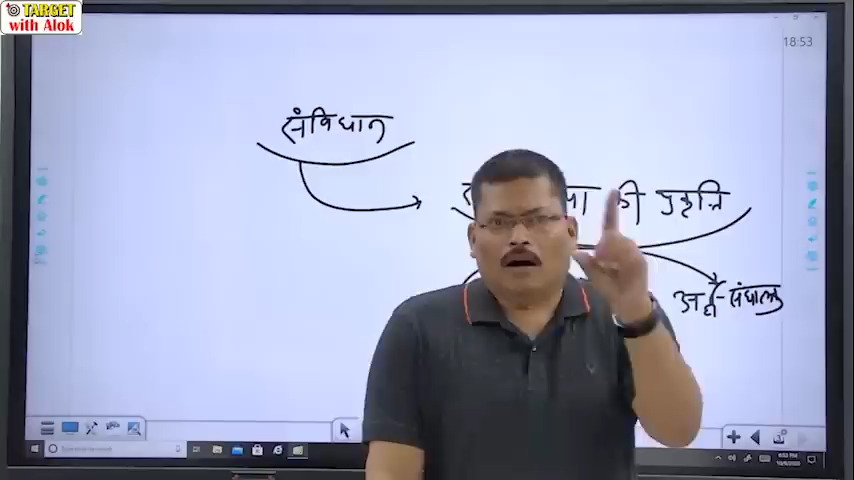 TARGET
with Alok
18:53
संविधान
की प्रकृति
अर्द्ध-संघात्मक